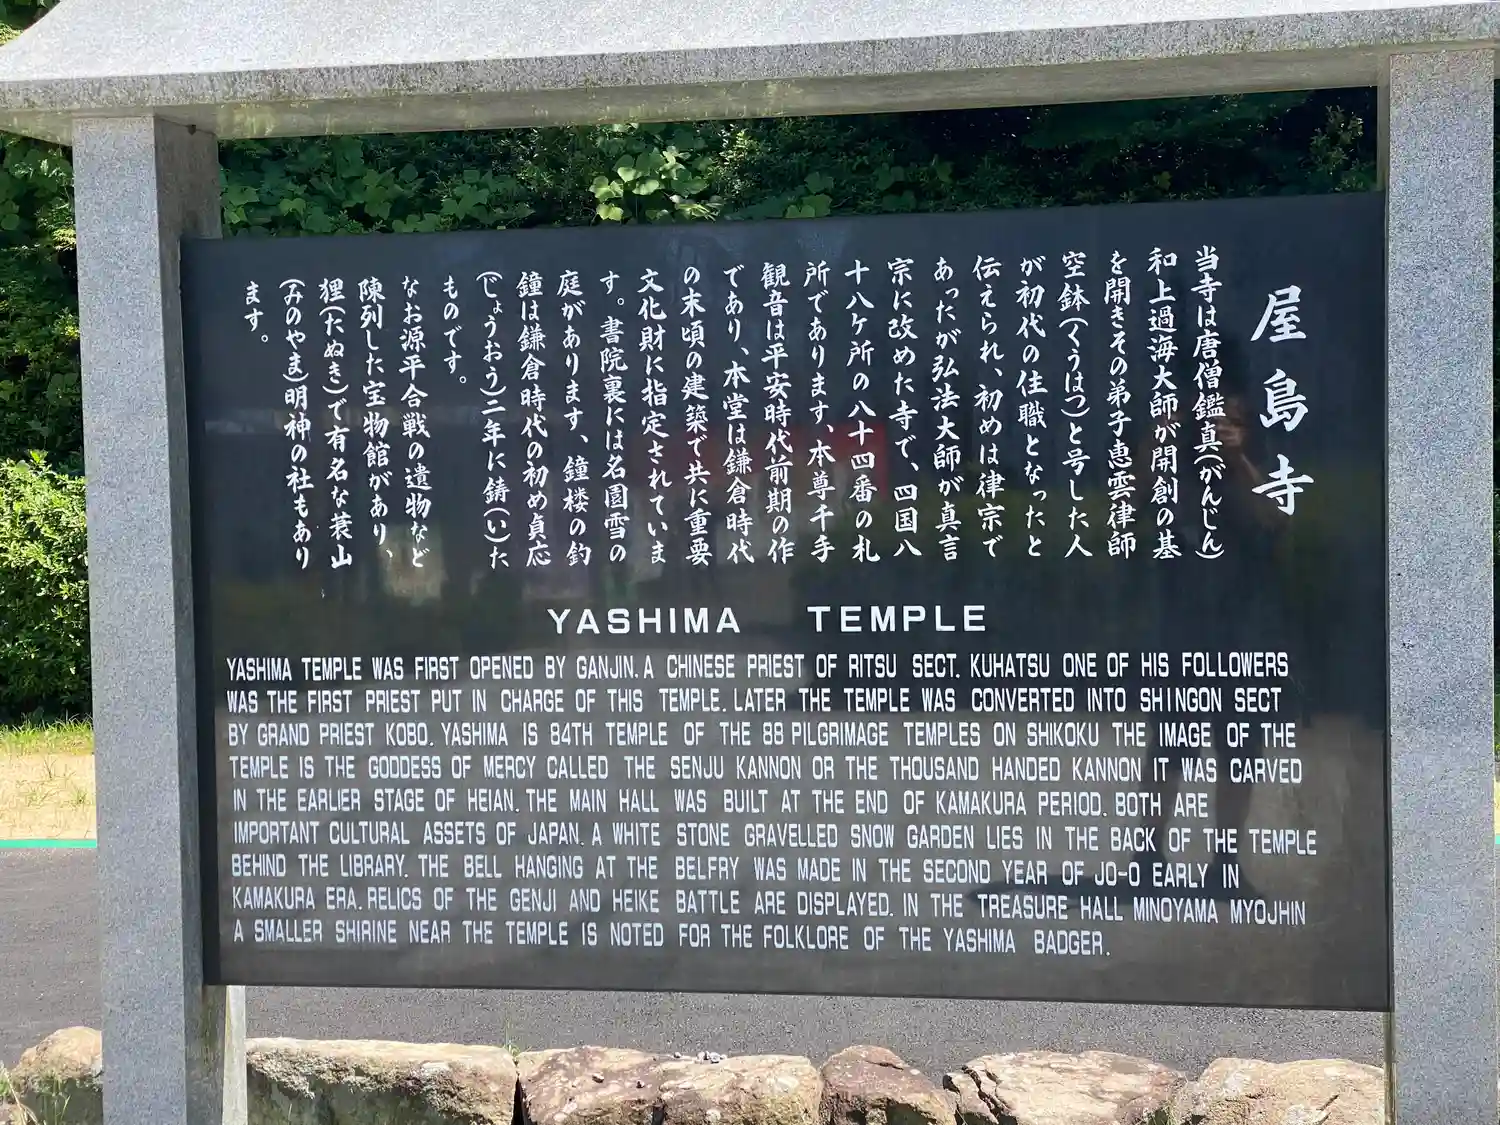 屋島寺
当寺は唐僧鑑真(がんじん)
和上過海大師が開創の基
を開きその弟子恵雲律師
空鉢(くうはつ)と号した人
が初代の住職となったと
伝えられ、初めは律宗で
あったが弘法大師が真言
宗に改めた寺で、四国八
十八ケ所の八十四番の札
所であります、本尊千手
観音は平安時代前期の作
であり、本堂は鎌倉時代
の末頃の建築で共に重要
文化財に指定されていま
す。書院裏には名園雪の
庭があります、鐘楼の釣
鐘は鎌倉時代の初め貞応
(じょうおう)二年に鋳(い)た
ものです。
なお源平合戦の遺物など
陳列した宝物館があり、
狸(たぬき)で有名な蓑山
(みのやま)明神の社もあり
ます。
YASHIMA TEMPLE
YASHIMA TEMPLE WAS FIRST OPENED BY GANJIN. A CHINESE PRIEST OF RITSU SECT. KUHATSU ONE OF HIS FOLLOWERS
WAS THE FIRST PRIEST PUT IN CHARGE OF THIS TEMPLE. LATER THE TEMPLE WAS CONVERTED INTO SHINGON SECT
BY GRAND PRIEST KOBO. YASHIMA IS 84TH TEMPLE OF THE 88 PILGRIMAGE TEMPLES ON SHIKOKU THE IMAGE OF THE
TEMPLE IS THE GODDESS OF MERCY CALLED THE SENJU KANNON OR THE THOUSAND HANDED KANNON IT WAS CARVED
IN THE EARLIER STAGE OF HEIAN. THE MAIN HALL WAS BUILT AT THE END OF KAMAKURA PERIOD. BOTH ARE
IMPORTANT CULTURAL ASSETS OF JAPAN. A WHITE STONE GRAVELLED SNOW GARDEN LIES IN THE BACK OF THE TEMPLE
BEHIND THE LIBRARY. THE BELL HANGING AT THE BELFRY WAS MADE IN THE SECOND YEAR OF JO-O EARLY IN
KAMAKURA ERA. RELICS OF THE GENJI AND HEIKE BATTLE ARE DISPLAYED. IN THE TREASURE HALL MINOYAMA MYOJHIN
A SMALLER SHIRINE NEAR THE TEMPLE IS NOTED FOR THE FOLKLORE OF THE YASHIMA BADGER.